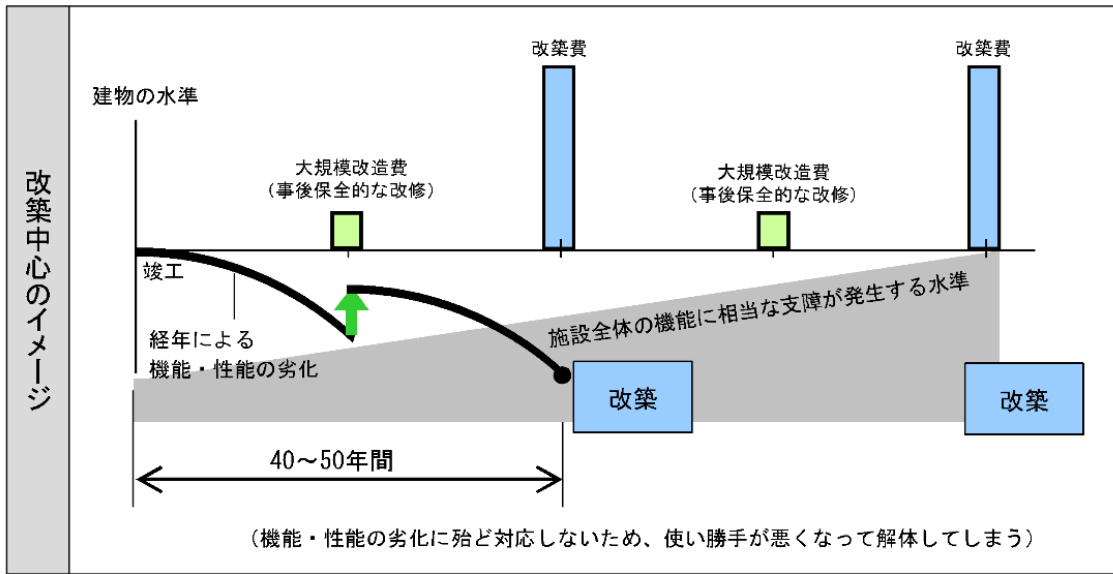 改築中心のイメージ
改築費
改築費
建物の水準
大規模改造費
（事後保全的な改修）
大規模改造費
（事後保全的な改修）
竣工
施設全体の機能に相当な支障が発生する水準
経年による
機能・性能の劣化
改築
改築
40～50年間
（機能・性能の劣化に殆ど対応しないため、使い勝手が悪くなって解体してしまう）